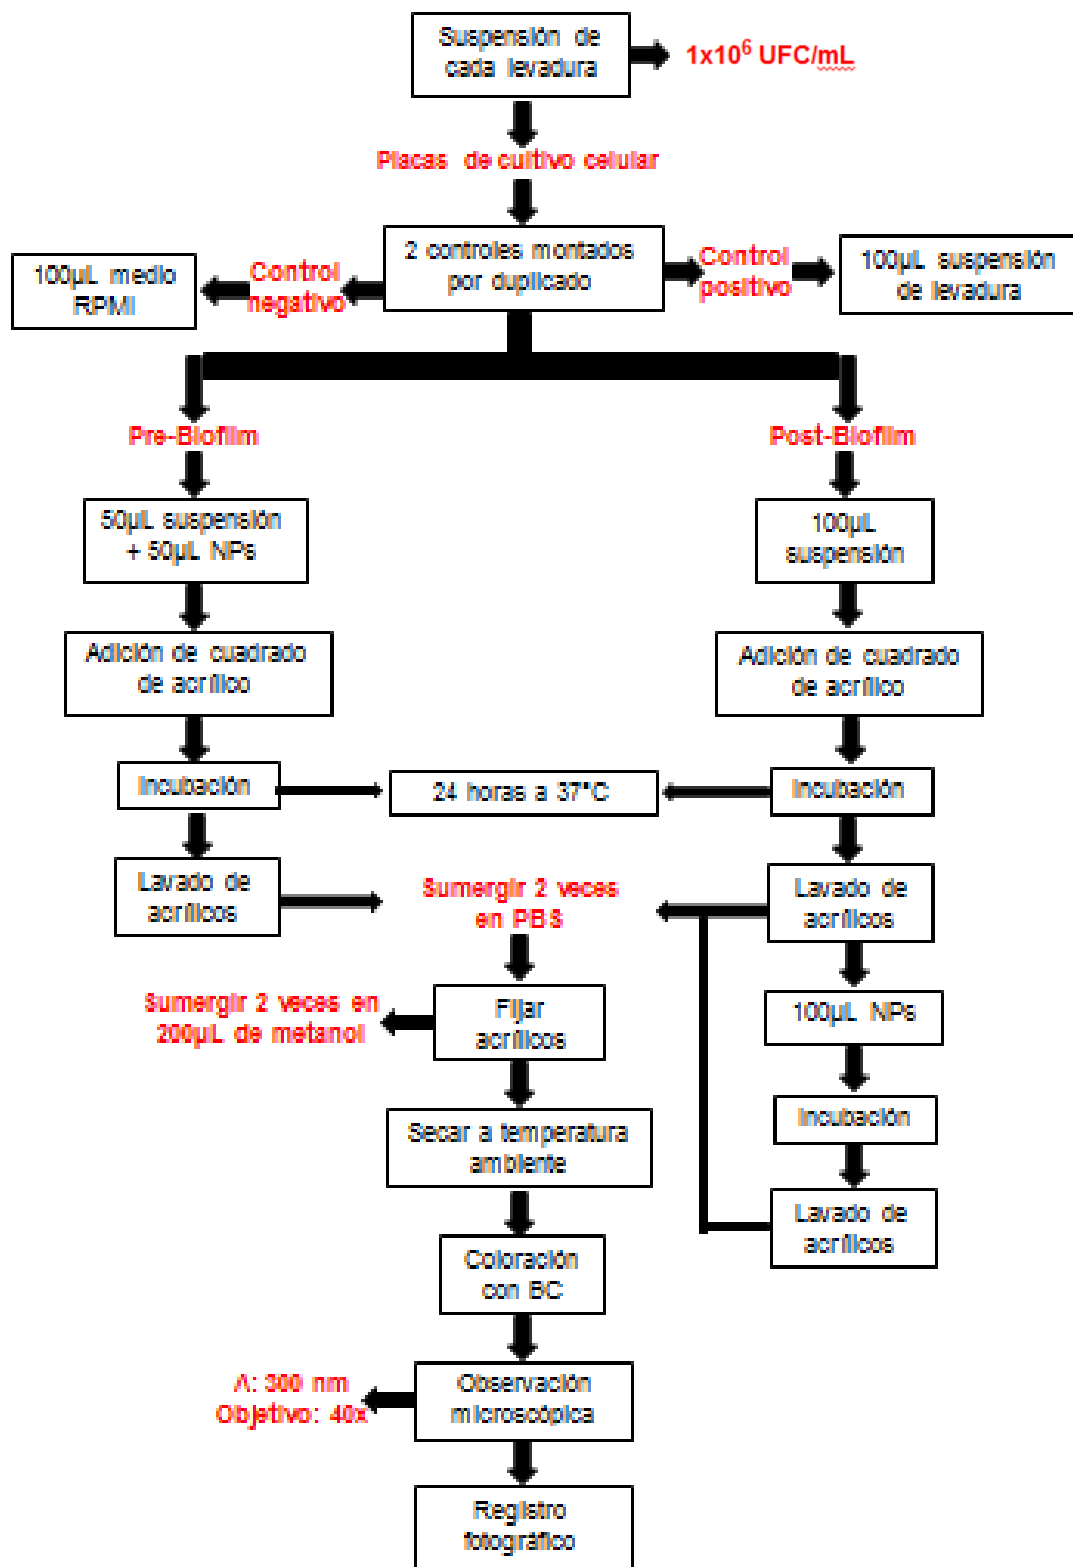 Suspensión de
cada levadura
1x10⁶ UFC/mL
Placas de cultivo celular
2 controles montados
por duplicado
Control
negativo
100µL medio
RPMI
Control
positivo
100µL suspensión
de levadura
Pre-Biofilm
Post-Biofilm
50µL suspensión
+ 50µL NPs
100µL
suspensión
Adición de cuadrado
de acrílico
Adición de cuadrado
de acrílico
Incubación
24 horas a 37°C
Incubación
Lavado de
acrílicos
Sumergir 2 veces
en PBS
Lavado de
acrílicos
Sumergir 2 veces en
200µL de metanol
Fijar
acrílicos
100µL NPs
Secar a temperatura
ambiente
Incubación
Lavado de
acrílicos
Coloración
con BC
Λ: 300 nm
Objetivo: 40x
Observación
microscópica
Registro
fotográfico